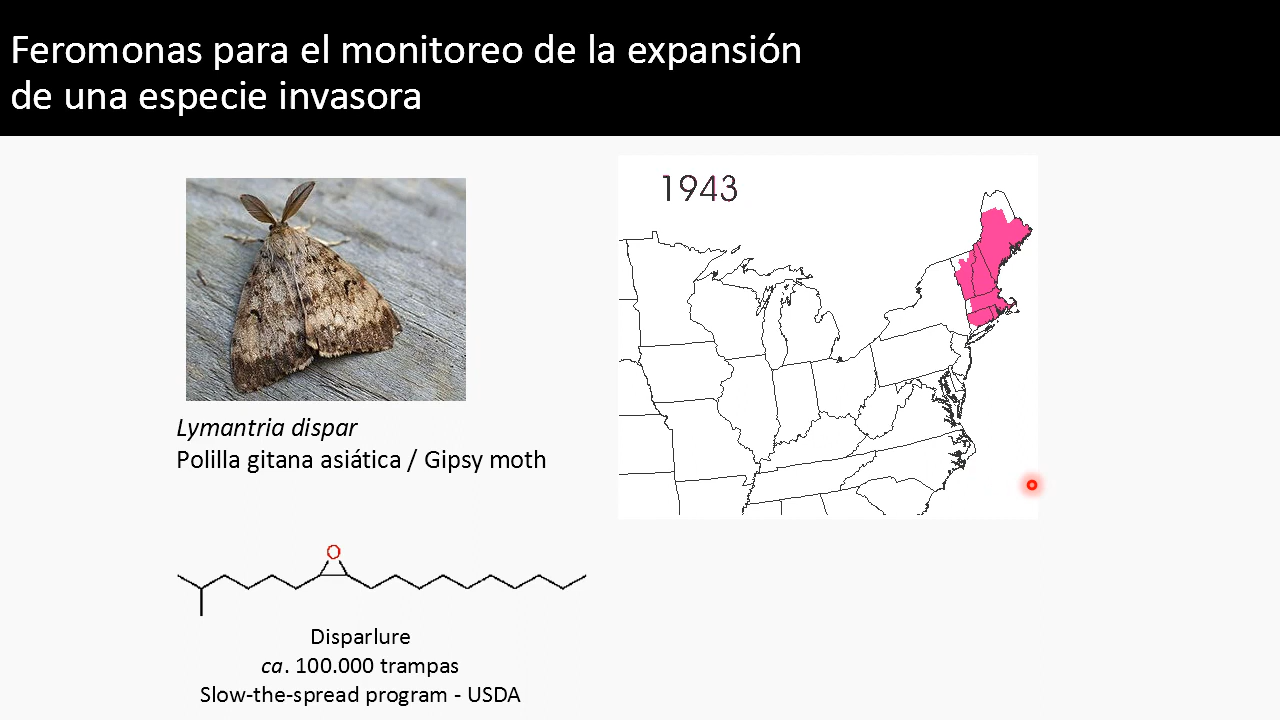 Feromonas para el monitoreo de la expansión
de una especie invasora
1943
Lymantria dispar
Polilla gitana asiática / Gipsy moth
O
Disparlure
ca. 100.000 trampas
Slow-the-spread program - USDA